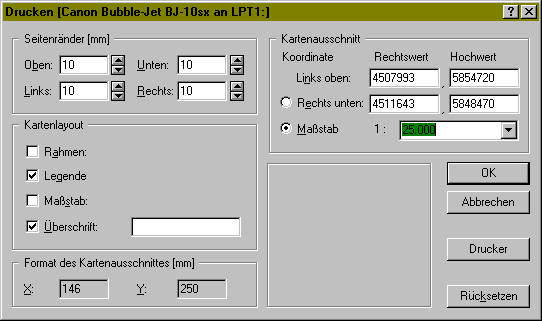 Drucken [Canon Bubble-Jet BJ-10sx an LPT1:]
Seitenränder [mm]
Oben: 10 Unten: 10
Links: 10 Rechts: 10
Kartenlayout
Rahmen:
Legende
Maßstab:
Überschrift:
Format des Kartenausschnittes [mm]
X: 146 Y: 250
Kartenausschnitt
Koordinate Rechtswert Hochwert
Links oben: 4507993 , 5854720
Rechts unten: 4511643 , 5848470
Maßstab 1 : 25.000
OK
Abbrechen
Drucker
Rücksetzen